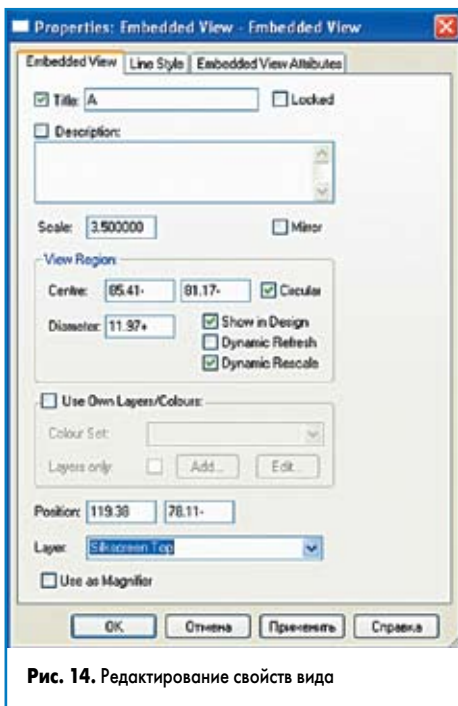 Properties: Embedded View - Embedded View
Embedded View Line Style Embedded View Attributes
Title: A Locked
Description:
Scale: 3.500000 Mirror
View Region
Centre: 85.41- 81.17- Circular
Diameter: 11.97+ Show in Design
Dynamic Refresh
Dynamic Rescale
Use Own Layers/Colours:
Colour Set:
Layers only: Add... Edit...
Position: 119.38 78.11-
Layer: Silkscreen Top
Use as Magnifier
OK Отмена Применить Справка
Рис. 14. Редактирование свойств вида